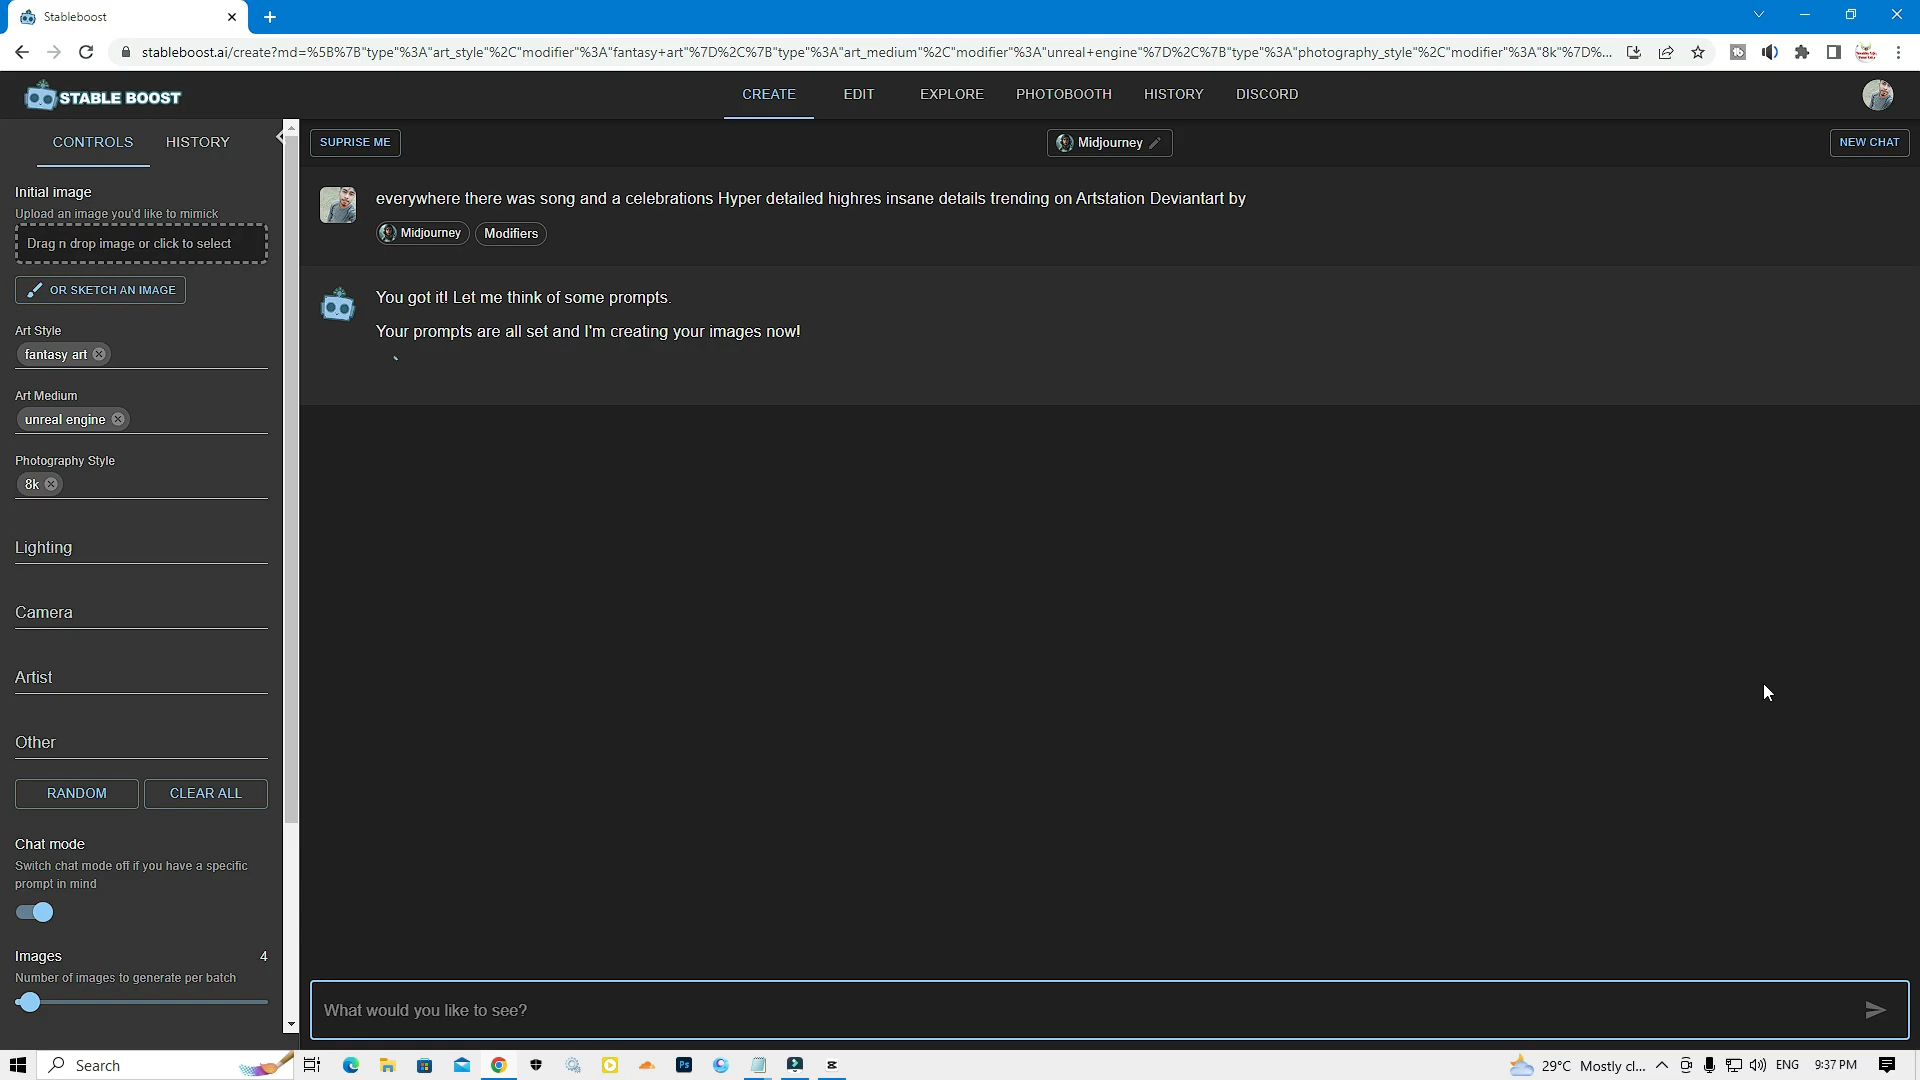 Stableboost
stableboost.ai/create?md=%5B%7B"type"%3A"art_style"%2C"modifier"%3A"fantasy+art"%7D%2C%7B"type"%3A"art_medium"%2C"modifier"%3A"unreal+engine"%7D%2C%7B"type"%3A"photography_style"%2C"modifier"%3A"8k"%7D%...
STABLE BOOST
CREATE
EDIT
EXPLORE
PHOTOBOOTH
HISTORY
DISCORD
CONTROLS
HISTORY
SUPRISE ME
Midjourney
NEW CHAT
Initial image
Upload an image you'd like to mimick
Drag n drop image or click to select
OR SKETCH AN IMAGE
Art Style
fantasy art
Art Medium
unreal engine
Photography Style
8k
Lighting
Camera
Artist
Other
RANDOM
CLEAR ALL
Chat mode
Switch chat mode off if you have a specific
prompt in mind
Images 4
Number of images to generate per batch
everywhere there was song and a celebrations Hyper detailed highres insane details trending on Artstation Deviantart by
Midjourney
Modifiers
You got it! Let me think of some prompts.
Your prompts are all set and I'm creating your images now!
What would you like to see?
Search
Ps
29°C Mostly cl...
ENG
9:37 PM